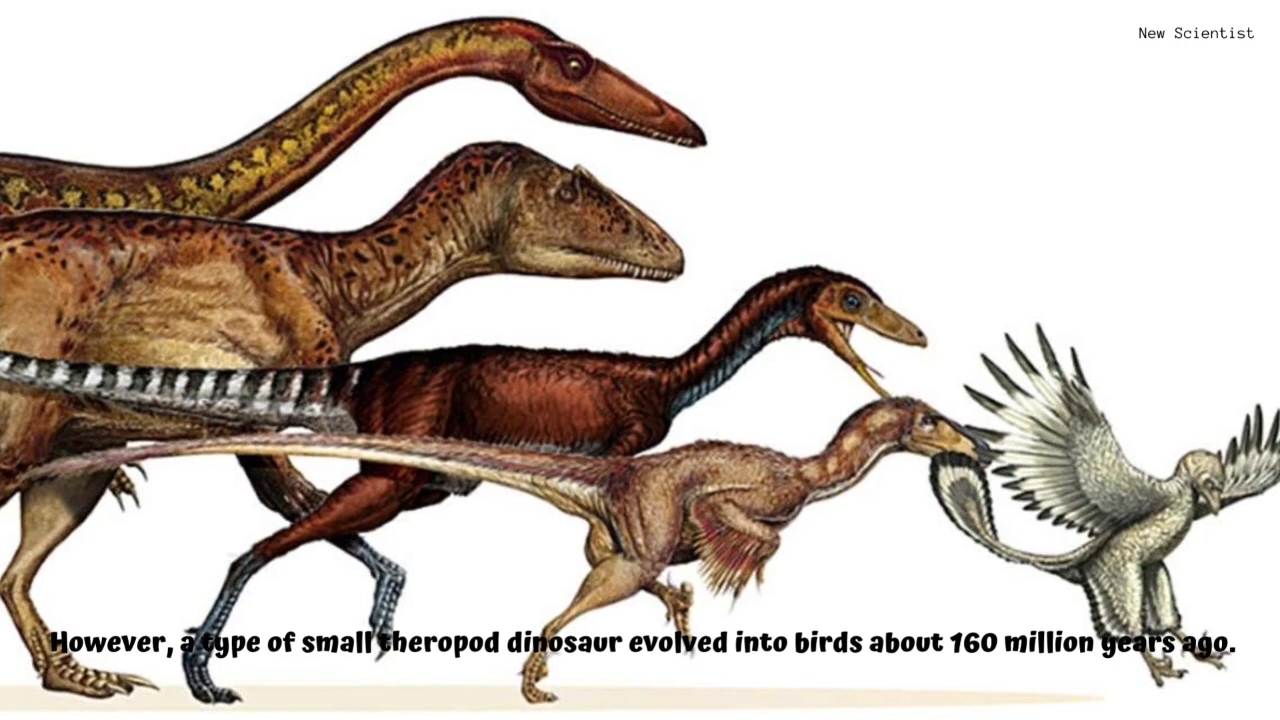 New Scientist
However, a type of small theropod dinosaur evolved into birds about 160 million years ago.